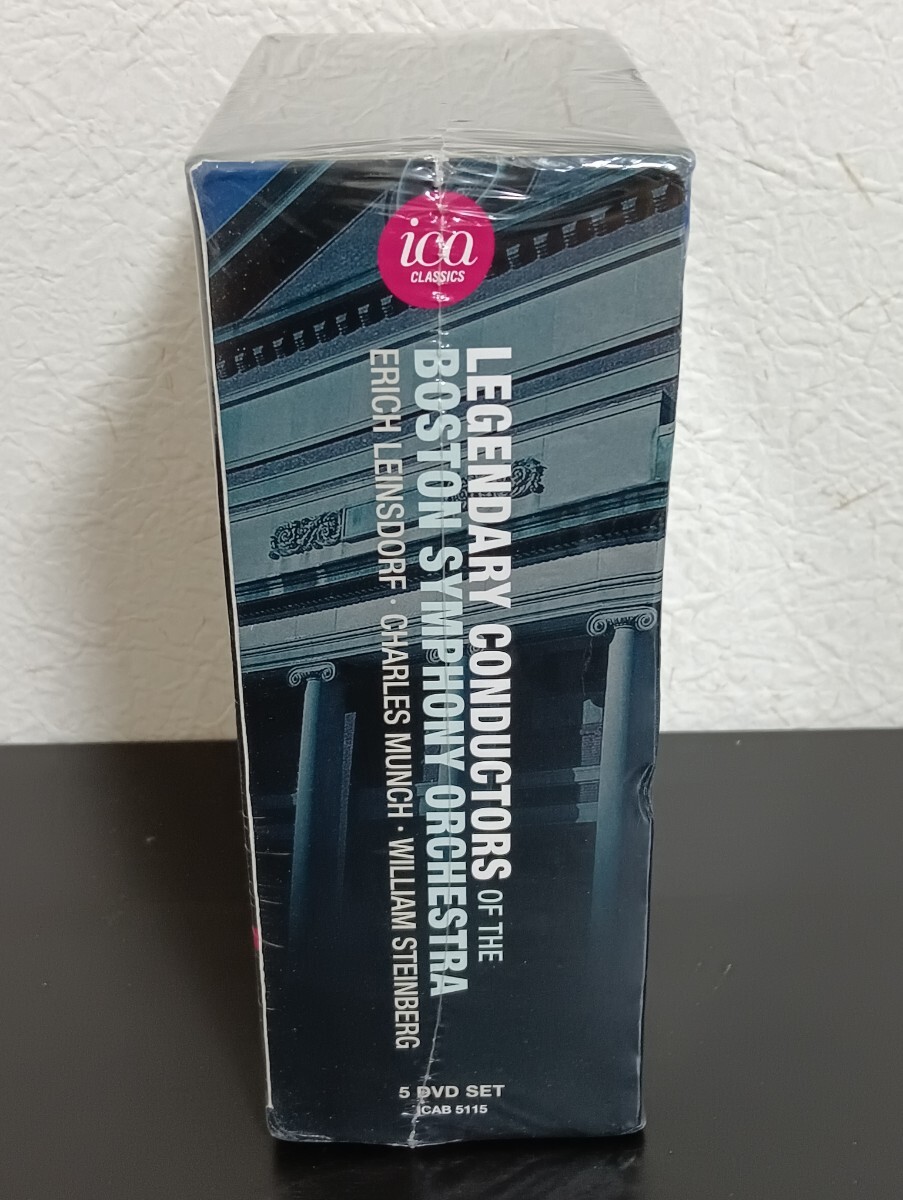 ica
CLASSICS
LEGENDARY CONDUCTORS OF THE
BOSTON SYMPHONY ORCHESTRA
ERICH LEINSDORF · CHARLES MUNCH · WILLIAM STEINBERG
5 DVD SET
ICAB 5115